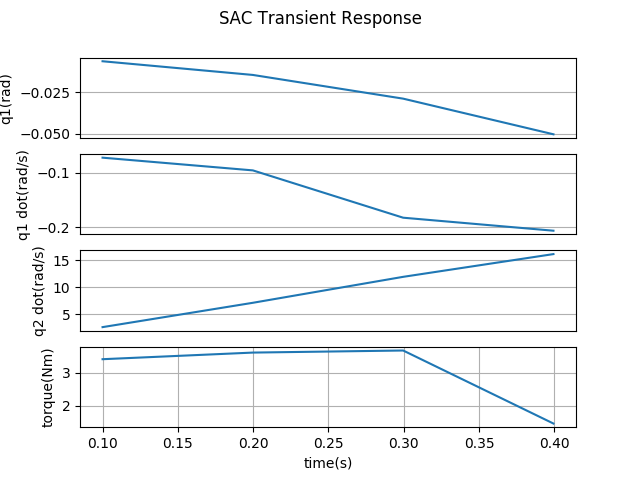 SAC Transient Response
q1(rad)
−0.025
−0.050
q1 dot(rad/s)
−0.1
−0.2
q2 dot(rad/s)
15
10
5
torque(Nm)
3
2
0.10 0.15 0.20 0.25 0.30 0.35 0.40
time(s)